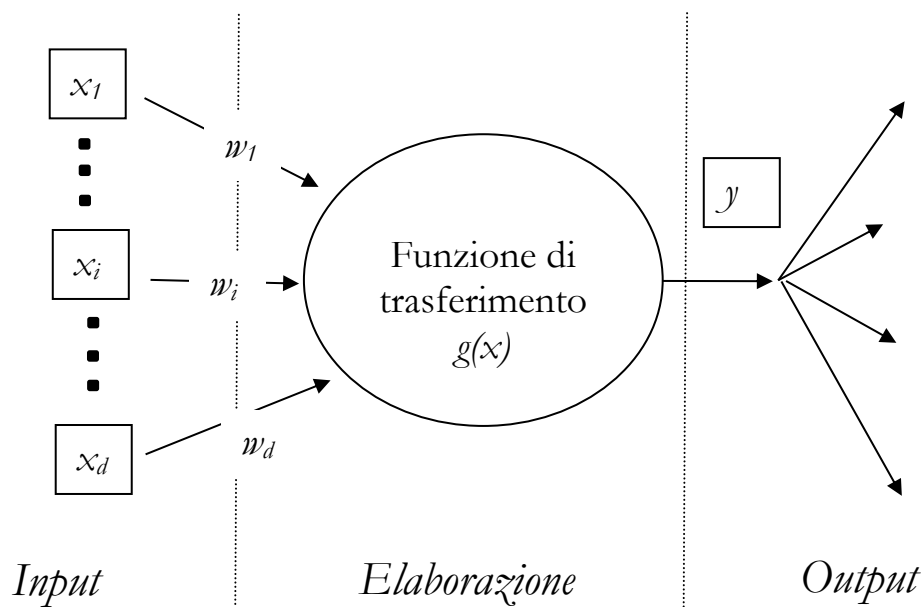 x1
w1
xi
wi
xd
wd
Funzione di
trasferimento
g(x)
y
Input
Elaborazione
Output